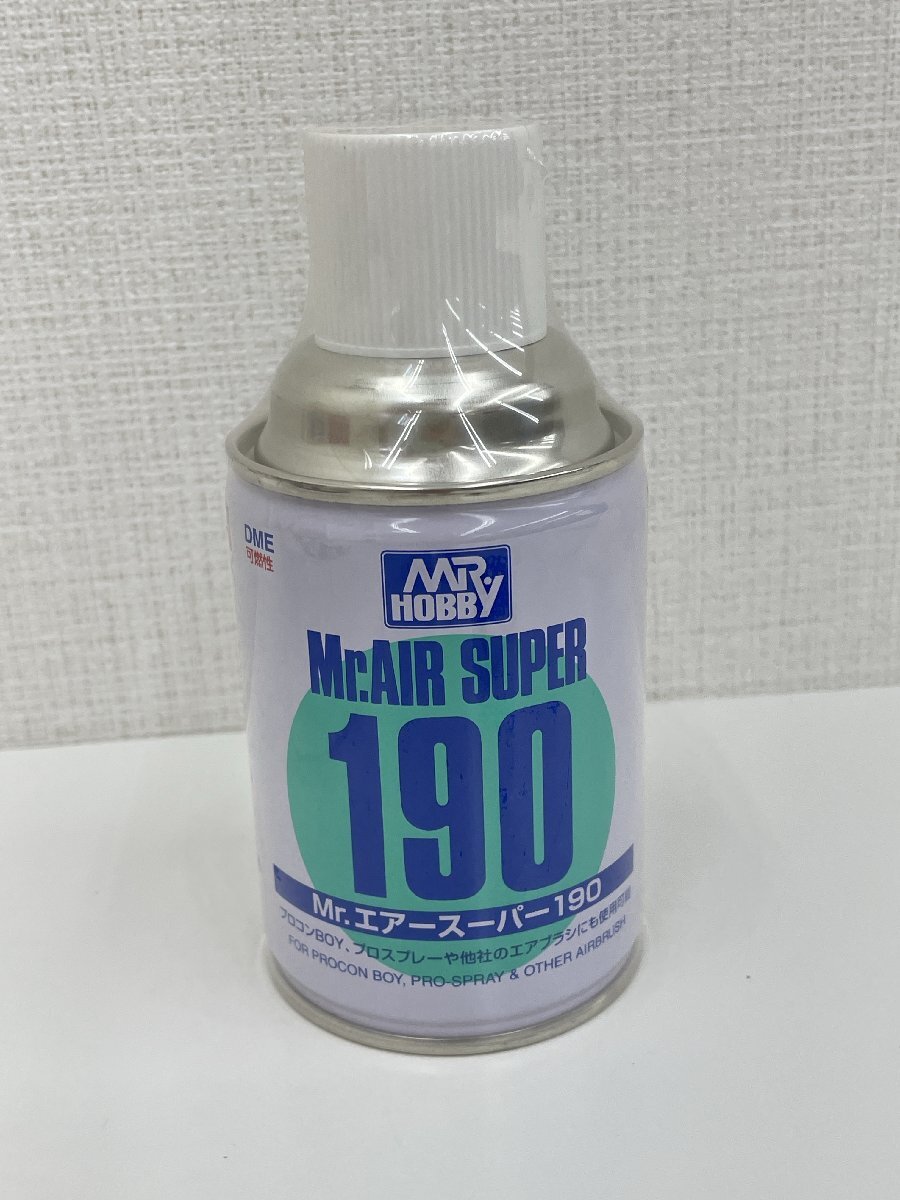 DME
可燃性
MR.
HOBBY
Mr.AIR SUPER
190
Mr.エアースーパー190
プロコンBOY、プロスプレーや他社のエアブラシにも使用可能
FOR PROCON BOY, PRO-SPRAY & OTHER AIRBRUSH